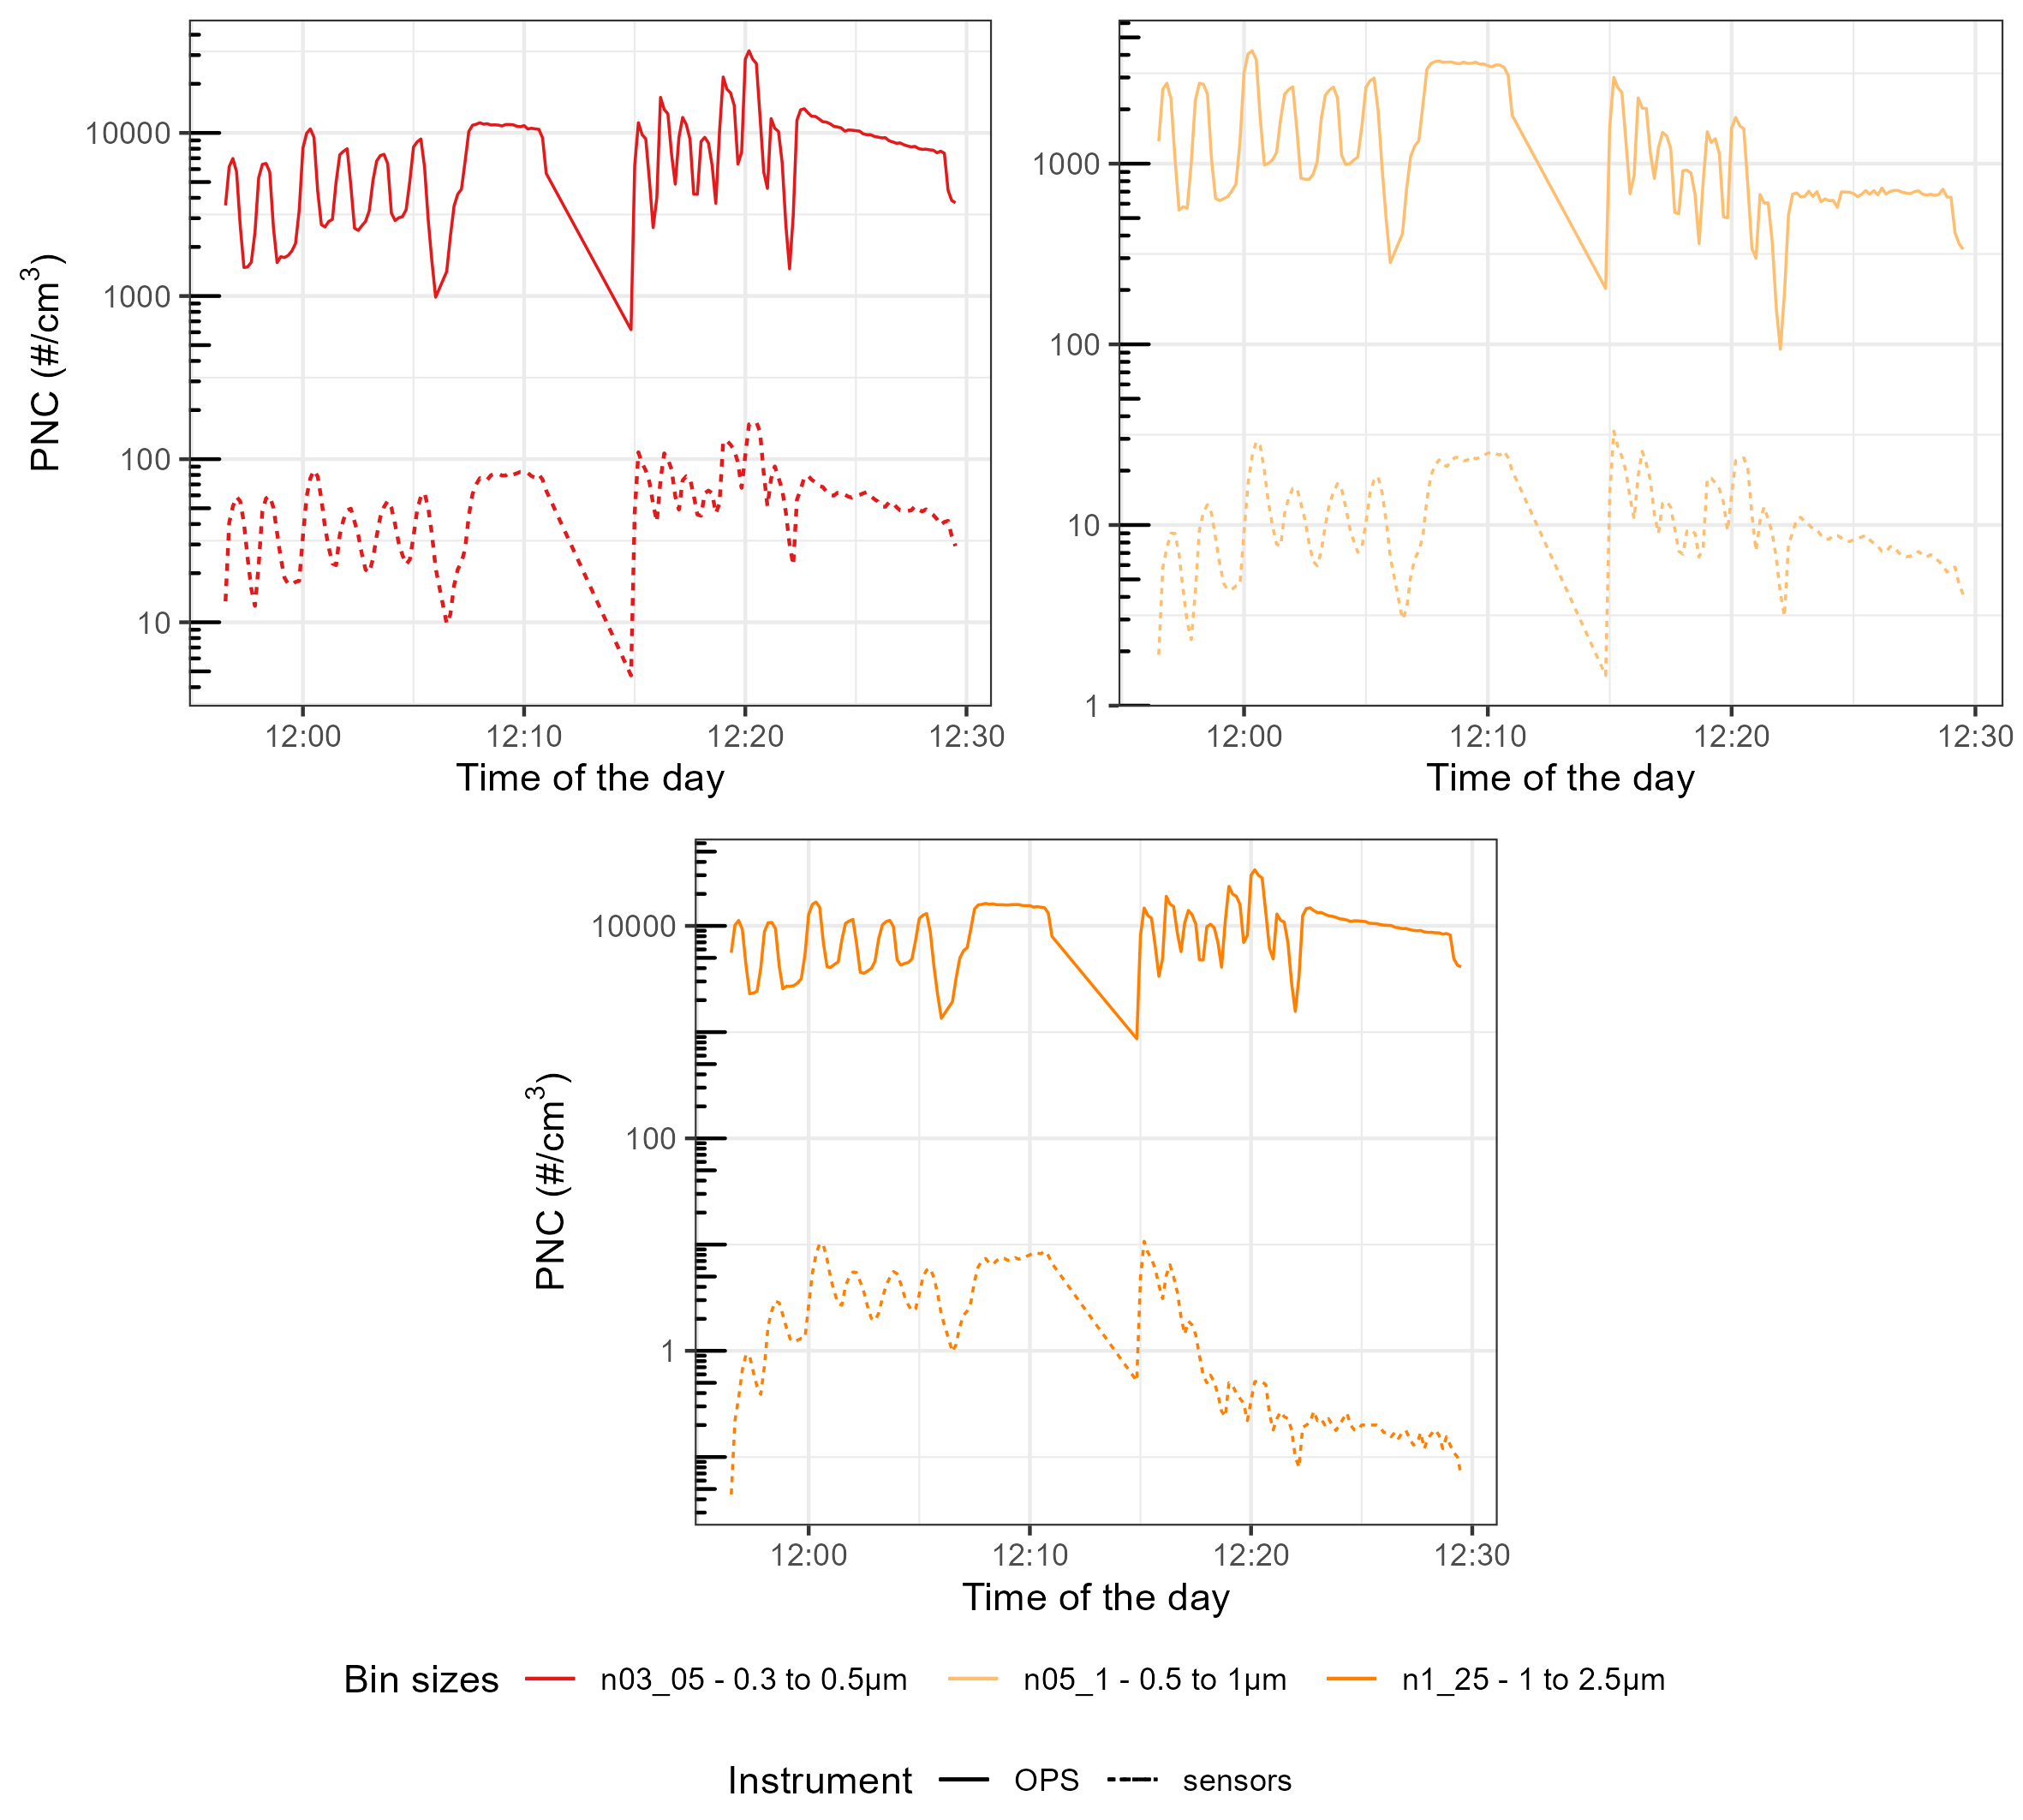 PNC (#/cm³)
10000
1000
100
10
12:00 12:10 12:20 12:30
Time of the day
1000
100
10
1
12:00 12:10 12:20 12:30
Time of the day
PNC (#/cm³)
10000
100
1
12:00 12:10 12:20 12:30
Time of the day
Bin sizes n03_05 - 0.3 to 0.5µm n05_1 - 0.5 to 1µm n1_25 - 1 to 2.5µm
Instrument OPS sensors